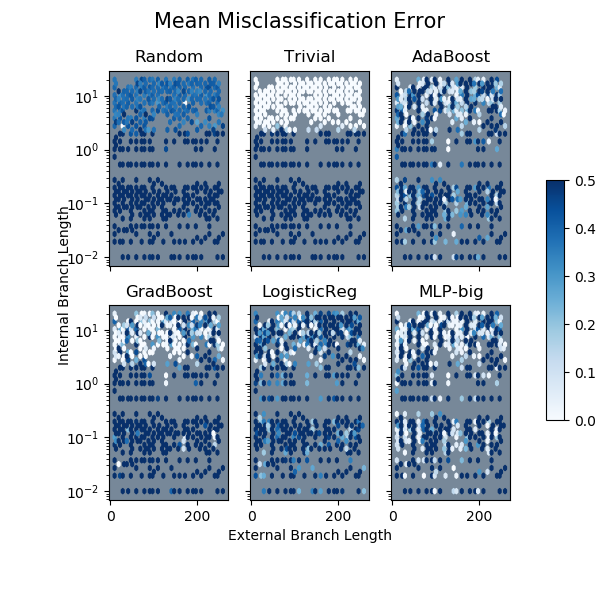 Mean Misclassification Error
Random Trivial AdaBoost
10¹
10⁰
10⁻¹
10⁻²
GradBoost LogisticReg MLP-big
10¹
10⁰
10⁻¹
10⁻²
0 200 0 200 0 200
External Branch Length
Internal Branch Length
0.5
0.4
0.3
0.2
0.1
0.0